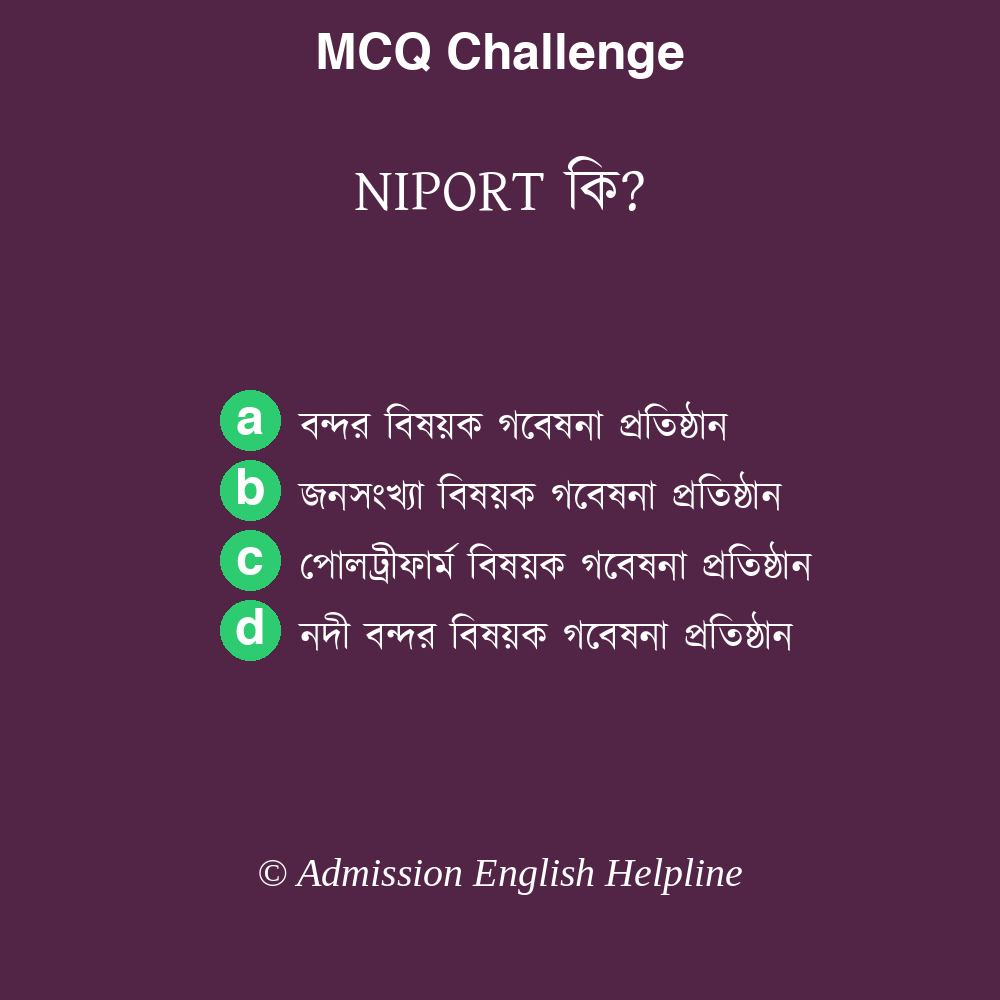 MCQ Challenge
NIPORT কি?
a বন্দর বিষয়ক গবেষনা প্রতিষ্ঠান
b জনসংখ্যা বিষয়ক গবেষনা প্রতিষ্ঠান
c পোলট্রীফার্ম বিষয়ক গবেষনা প্রতিষ্ঠান
d নদী বন্দর বিষয়ক গবেষনা প্রতিষ্ঠান
© Admission English Helpline